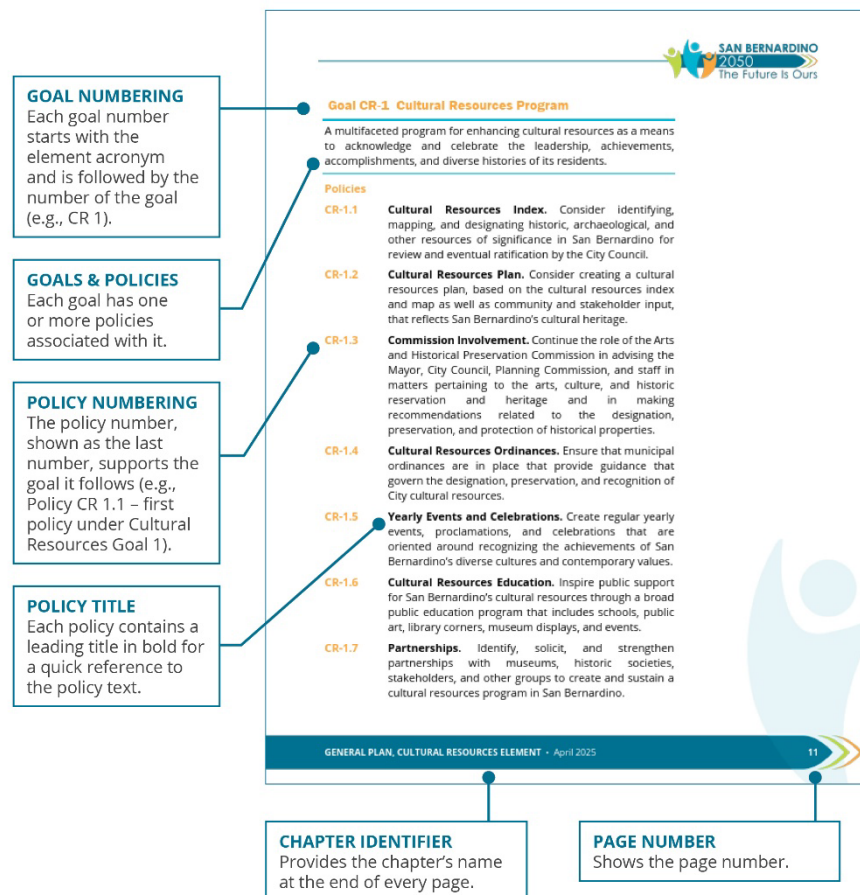 SAN BERNARDINO
2050
The Future Is Ours
GOAL NUMBERING
Each goal number
starts with the
element acronym
and is followed by the
number of the goal
(e.g., CR 1).
GOALS & POLICIES
Each goal has one
or more policies
associated with it.
POLICY NUMBERING
The policy number,
shown as the last
number, supports the
goal it follows (e.g.,
Policy CR 1.1 – first
policy under Cultural
Resources Goal 1).
POLICY TITLE
Each policy contains a
leading title in bold for
a quick reference to
the policy text.
Goal CR-1 Cultural Resources Program
A multifaceted program for enhancing cultural resources as a means
to acknowledge and celebrate the leadership, achievements,
accomplishments, and diverse histories of its residents.
Policies
CR-1.1 Cultural Resources Index. Consider identifying,
mapping, and designating historic, archaeological, and
other resources of significance in San Bernardino for
review and eventual ratification by the City Council.
CR-1.2 Cultural Resources Plan. Consider creating a cultural
resources plan, based on the cultural resources index
and map as well as community and stakeholder input,
that reflects San Bernardino's cultural heritage.
CR-1.3 Commission Involvement. Continue the role of the Arts
and Historical Preservation Commission in advising the
Mayor, City Council, Planning Commission, and staff in
matters pertaining to the arts, culture, and historic
reservation and heritage and in making
recommendations related to the designation,
preservation, and protection of historical properties.
CR-1.4 Cultural Resources Ordinances. Ensure that municipal
ordinances are in place that provide guidance that
govern the designation, preservation, and recognition of
City cultural resources.
CR-1.5 Yearly Events and Celebrations. Create regular yearly
events, proclamations, and celebrations that are
oriented around recognizing the achievements of San
Bernardino's diverse cultures and contemporary values.
CR-1.6 Cultural Resources Education. Inspire public support
for San Bernardino's cultural resources through a broad
public education program that includes schools, public
art, library corners, museum displays, and events.
CR-1.7 Partnerships. Identify, solicit, and strengthen
partnerships with museums, historic societies,
stakeholders, and other groups to create and sustain a
cultural resources program in San Bernardino.
GENERAL PLAN, CULTURAL RESOURCES ELEMENT • April 2025 11
CHAPTER IDENTIFIER
Provides the chapter's name
at the end of every page.
PAGE NUMBER
Shows the page number.